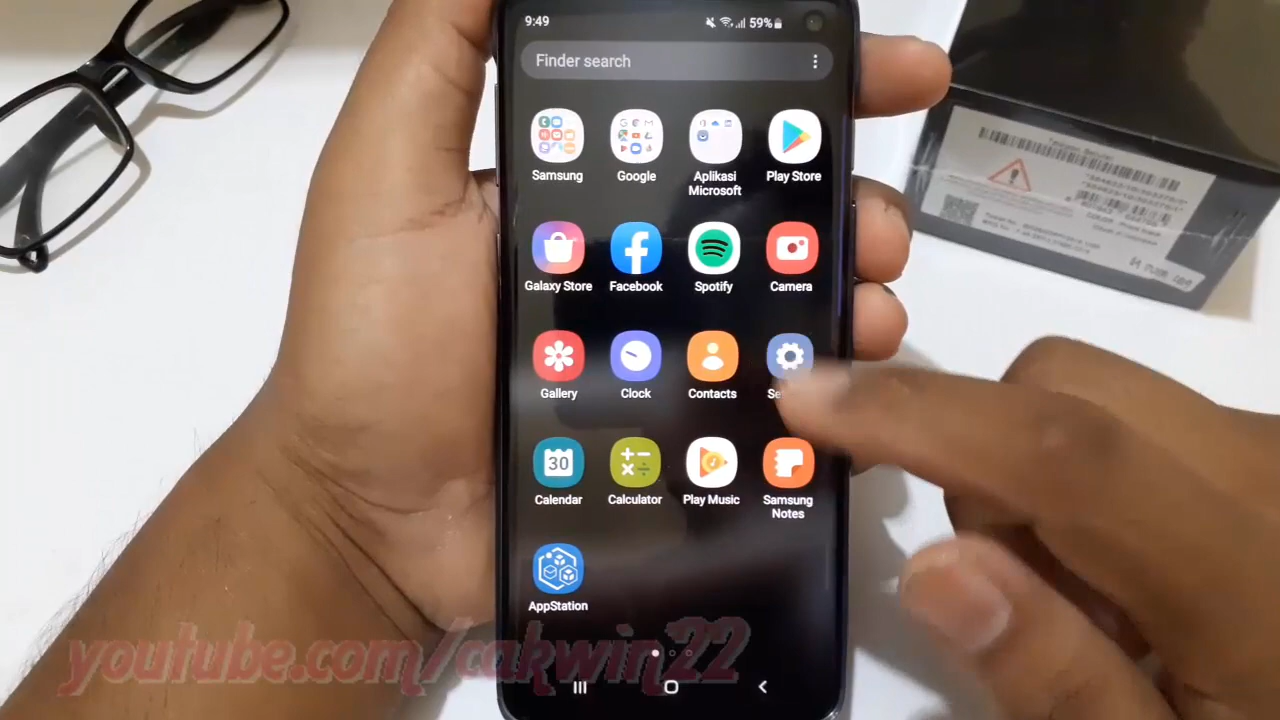 9:49
59%
Finder search
Samsung
Google
Aplikasi Microsoft
Play Store
Galaxy Store
Facebook
Spotify
Camera
Gallery
Clock
Contacts
30
Calendar
Calculator
Play Music
Samsung Notes
AppStation
youtube.com/cakwin22